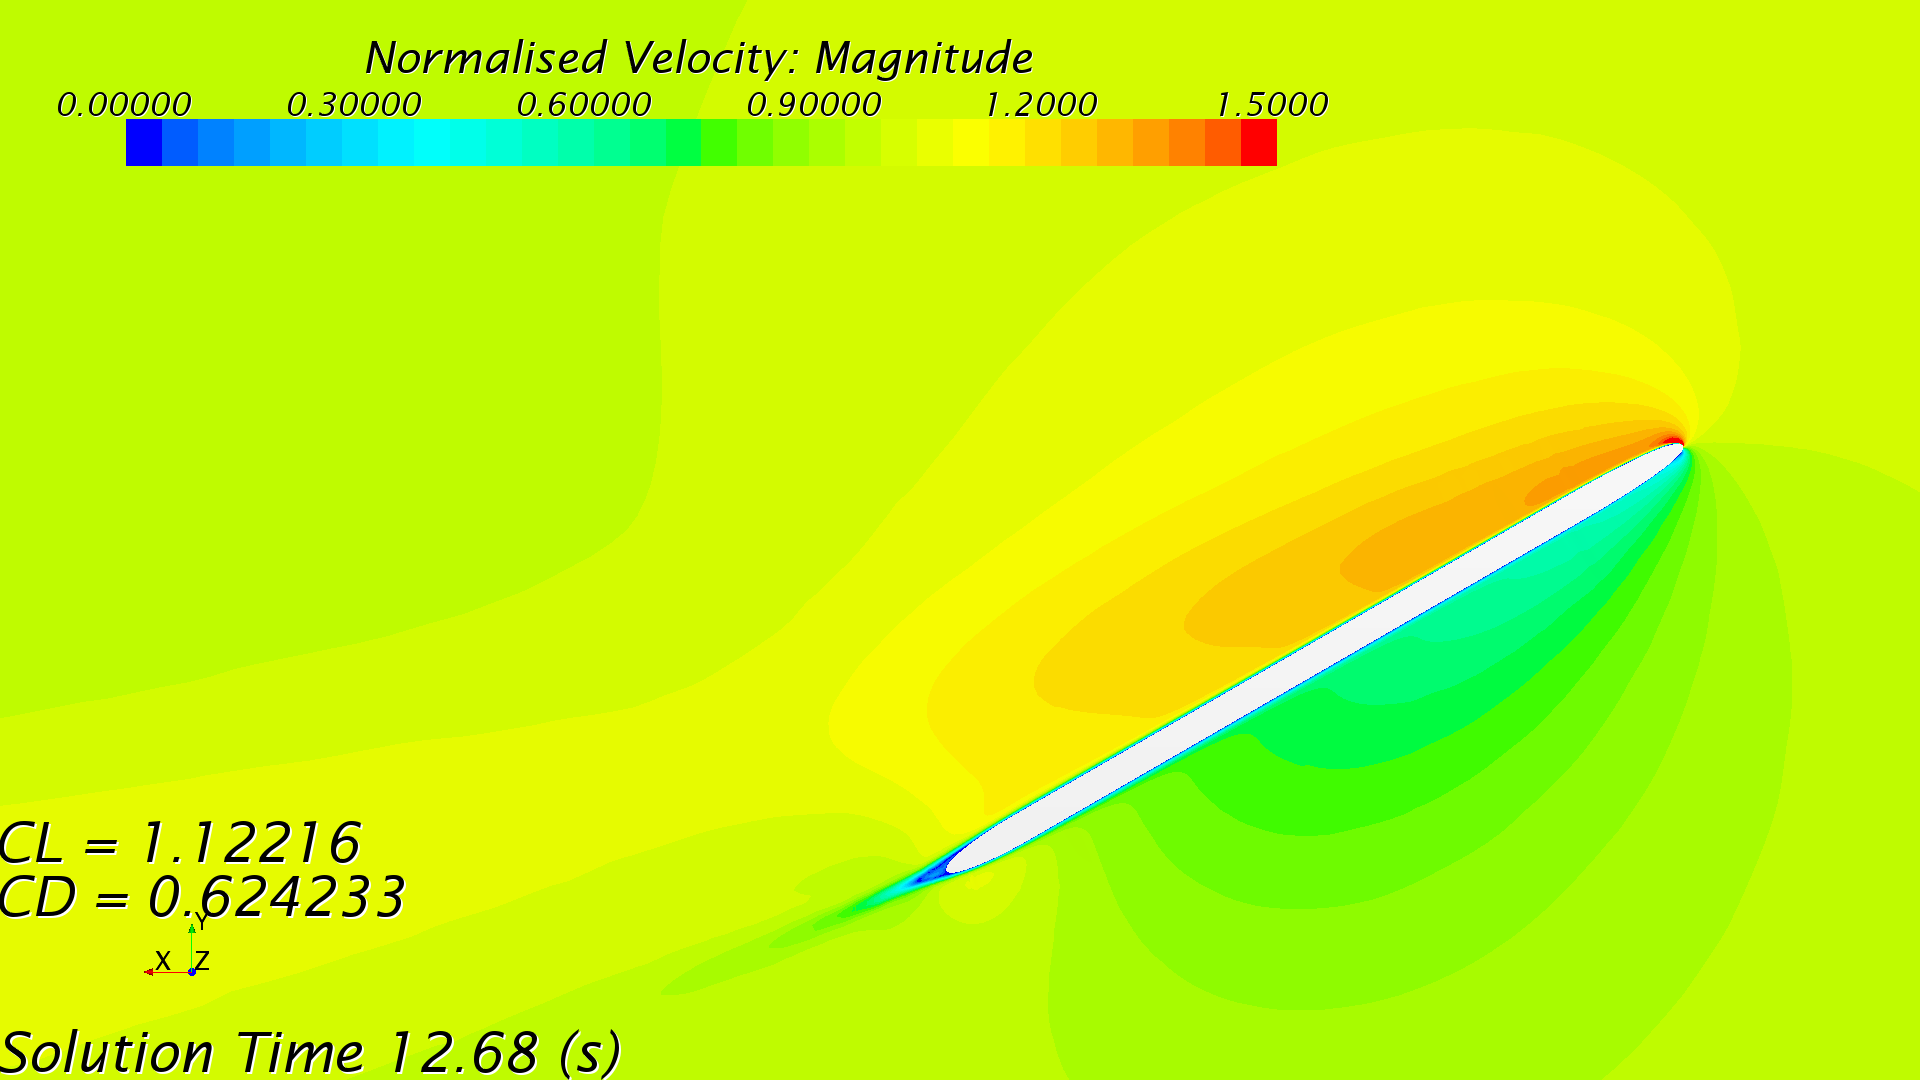 Normalised Velocity: Magnitude
0.00000 0.30000 0.60000 0.90000 1.2000 1.5000
CL = 1.12216
CD = 0.624233
Y
X Z
Solution Time 12.68 (s)